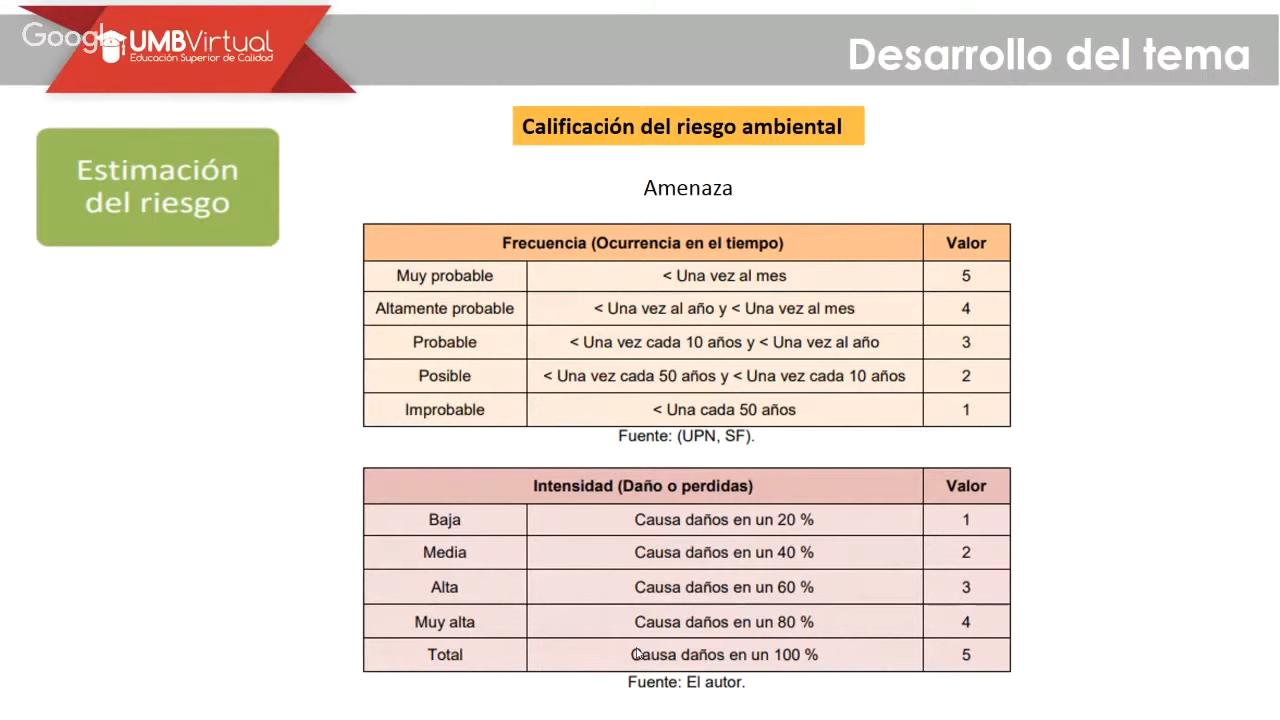 Google
UMBVirtual
Educación Superior de Calidad
Desarrollo del tema
Estimación
del riesgo
Calificación del riesgo ambiental
Amenaza
Frecuencia (Ocurrencia en el tiempo) Valor
Muy probable < Una vez al mes 5
Altamente probable < Una vez al año y < Una vez al mes 4
Probable < Una vez cada 10 años y < Una vez al año 3
Posible < Una vez cada 50 años y < Una vez cada 10 años 2
Improbable < Una cada 50 años 1
Fuente: (UPN, SF).
Intensidad (Daño o perdidas) Valor
Baja Causa daños en un 20 % 1
Media Causa daños en un 40 % 2
Alta Causa daños en un 60 % 3
Muy alta Causa daños en un 80 % 4
Total Causa daños en un 100 % 5
Fuente: El autor.